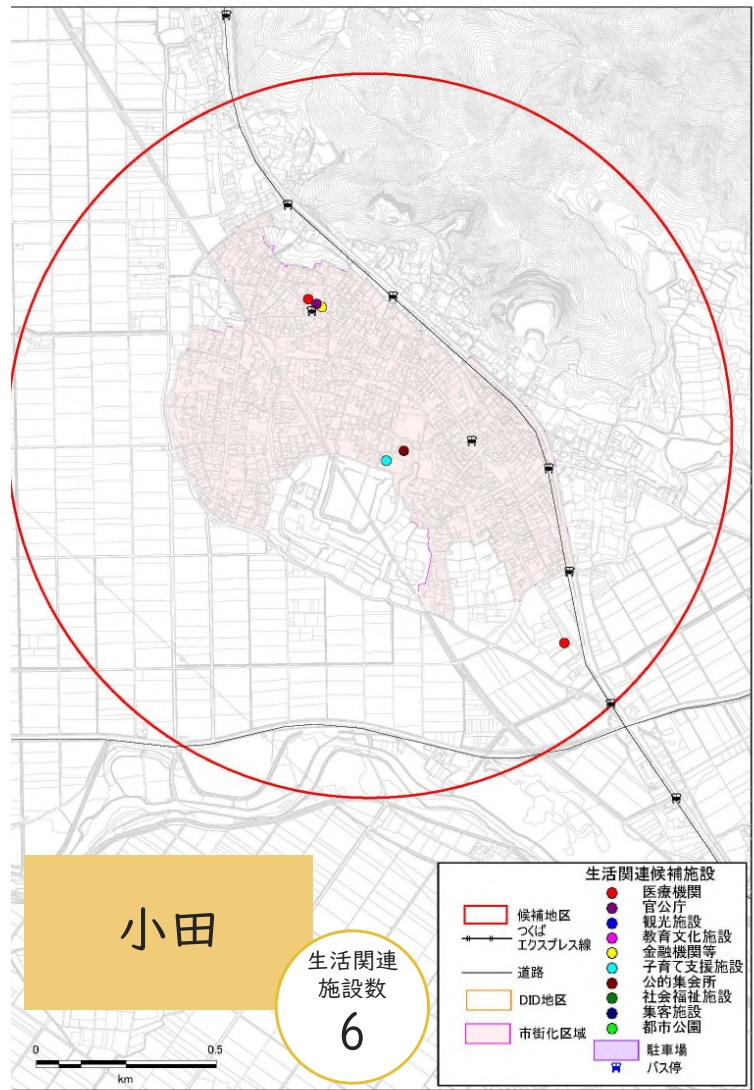 小田
生活関連
施設数
6
0
0.5
km
生活関連候補施設
候補地区
つくば
エクスプレス線
道路
DID地区
市街化区域
医療機関
官公庁
観光施設
教育文化施設
金融機関等
子育て支援施設
公的集会所
社会福祉施設
集客施設
都市公園
駐車場
バス停